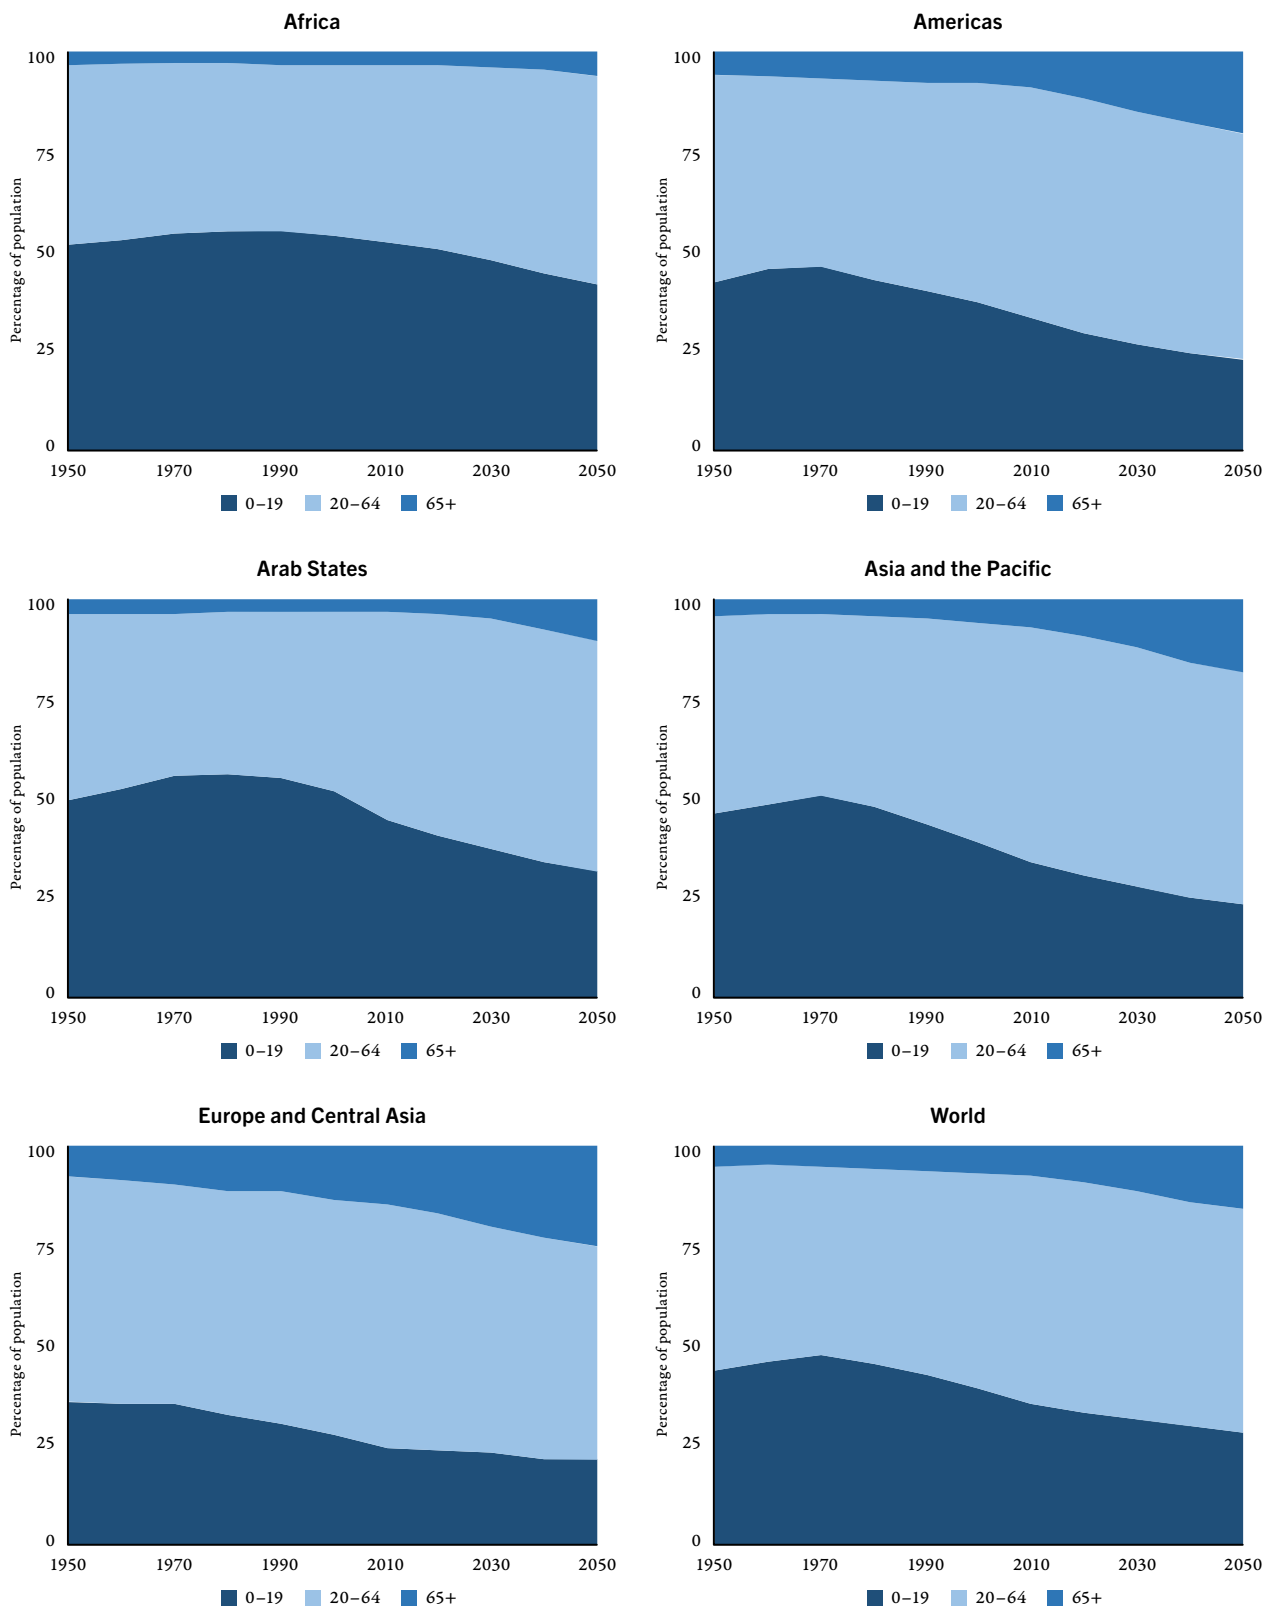 Africa
Percentage of population
100
75
50
25
0
1950 1970 1990 2010 2030 2050
0–19 20–64 65+
Americas
Percentage of population
100
75
50
25
0
1950 1970 1990 2010 2030 2050
0–19 20–64 65+
Arab States
Percentage of population
100
75
50
25
0
1950 1970 1990 2010 2030 2050
0–19 20–64 65+
Asia and the Pacific
Percentage of population
100
75
50
25
0
1950 1970 1990 2010 2030 2050
0–19 20–64 65+
Europe and Central Asia
Percentage of population
100
75
50
25
0
1950 1970 1990 2010 2030 2050
0–19 20–64 65+
World
Percentage of population
100
75
50
25
0
1950 1970 1990 2010 2030 2050
0–19 20–64 65+